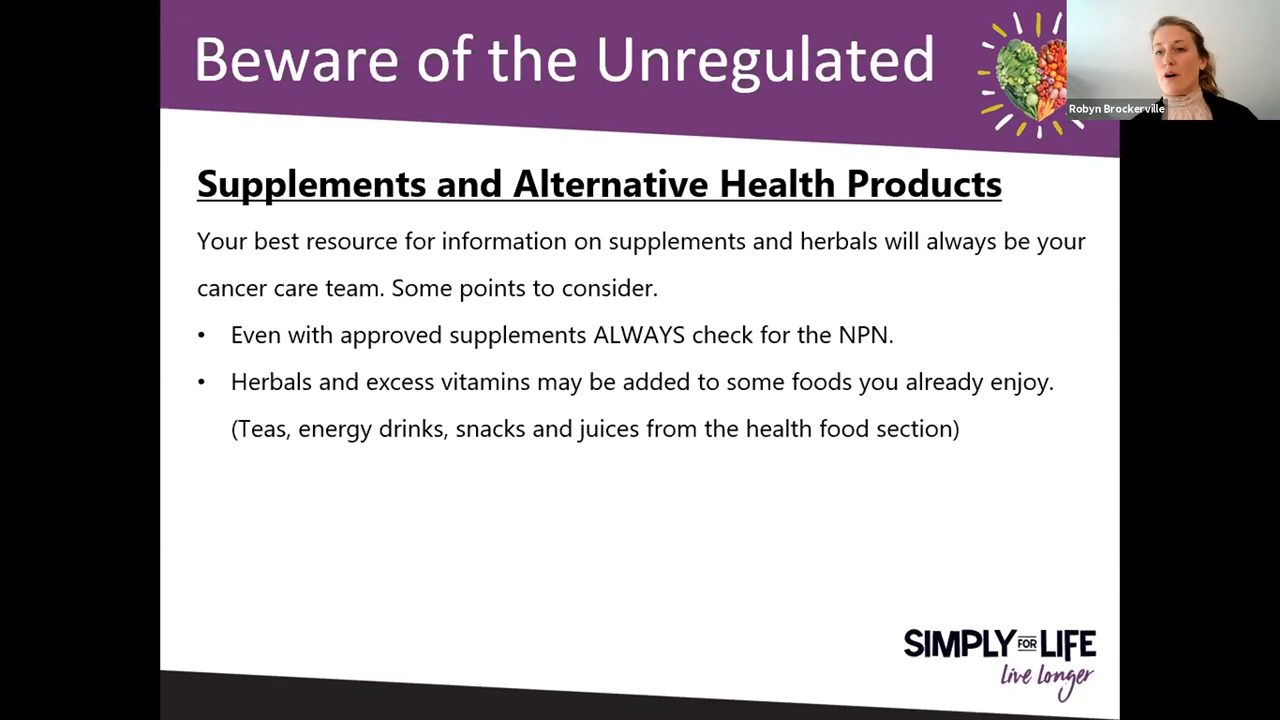 Beware of the Unregulated
Robyn Brockerville
Supplements and Alternative Health Products
Your best resource for information on supplements and herbals will always be your
cancer care team. Some points to consider.
• Even with approved supplements ALWAYS check for the NPN.
• Herbals and excess vitamins may be added to some foods you already enjoy.
(Teas, energy drinks, snacks and juices from the health food section)
SIMPLY FOR LIFE
live longer